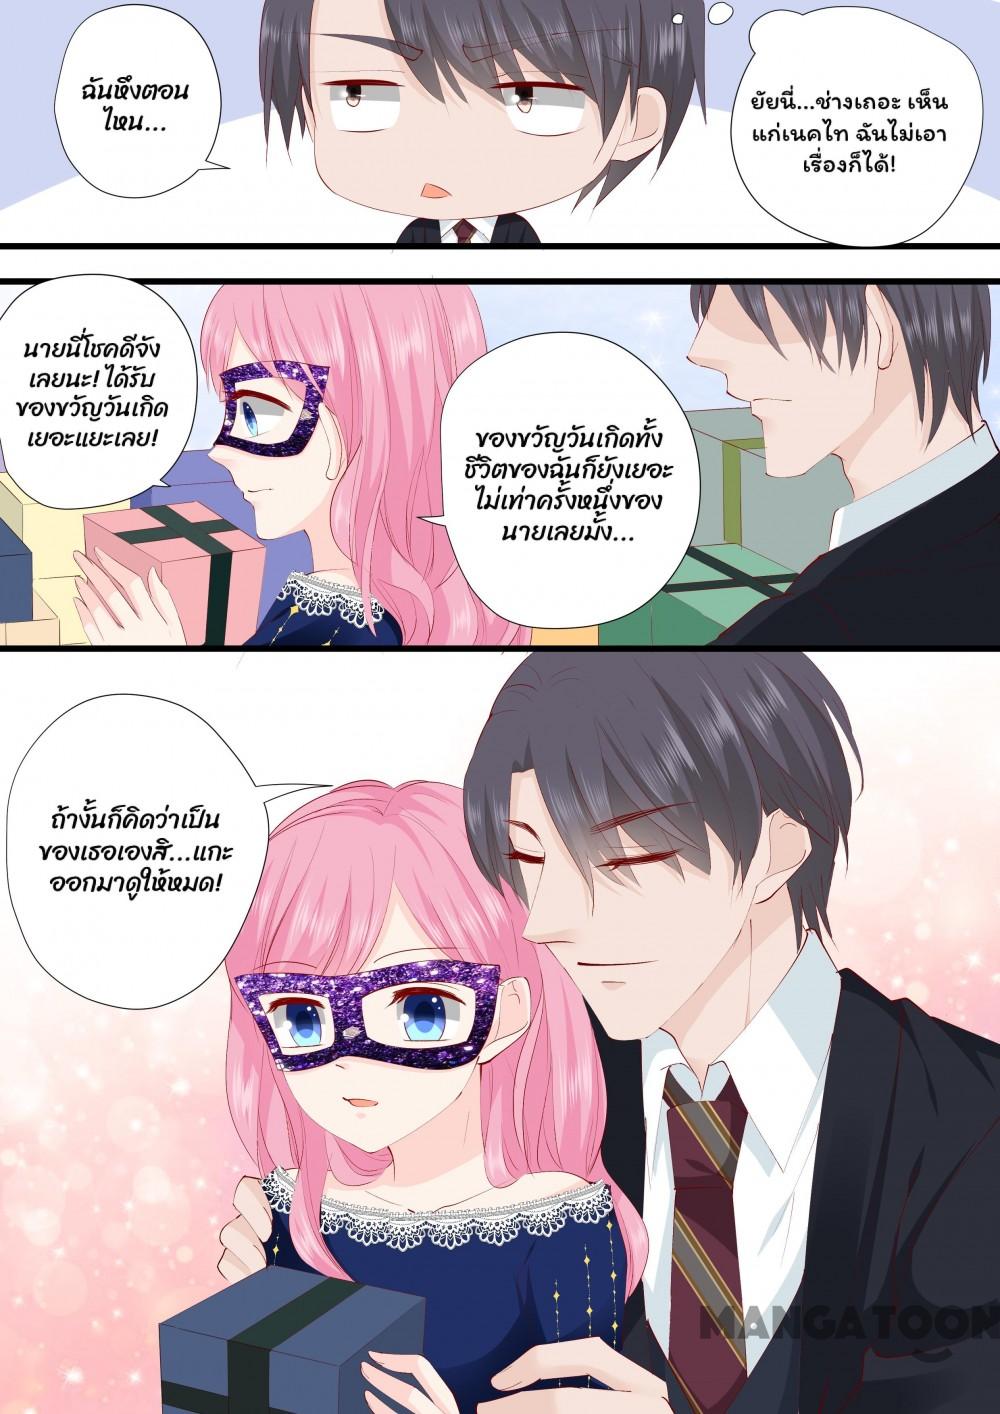 ฉันหึงตอน
ไหน...
ยัยนี่...ช่างเถอะ เห็น
แก่เนคไท ฉันไม่เอา
เรื่องก็ได้!
นายนี่โชคดีจัง
เลยนะ! ได้รับ
ของขวัญวันเกิด
เยอะแยะเลย!
ของขวัญวันเกิดทั้ง
ชีวิตของฉันก็ยังเยอะ
ไม่เท่าครั้งหนึ่งของ
นายเลยมั้ง...
ถ้างั้นก็คิดว่าเป็น
ของเธอเองสิ...แกะ
ออกมาดูให้หมด!
MANGATOON